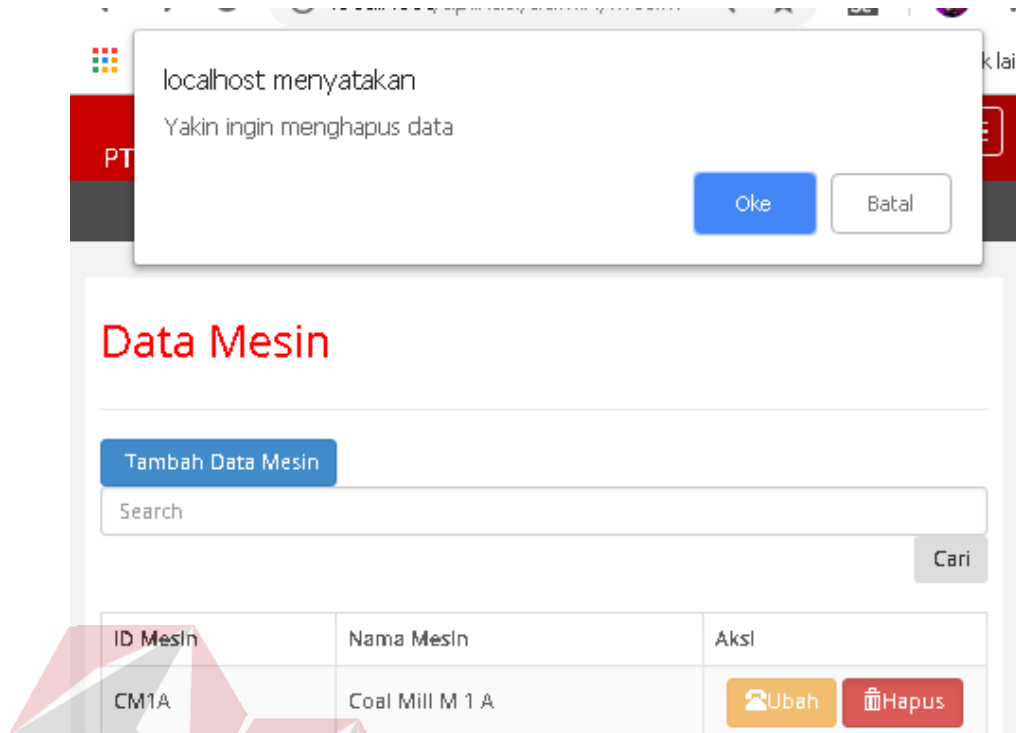 k lai
localhost menyatakan
Yakin ingin menghapus data
PT
Oke Batal
Data Mesin
Tambah Data Mesin
Search
Cari
ID Mesin Nama Mesin Aksi
CM1A Coal Mill M 1 A Ubah Hapus